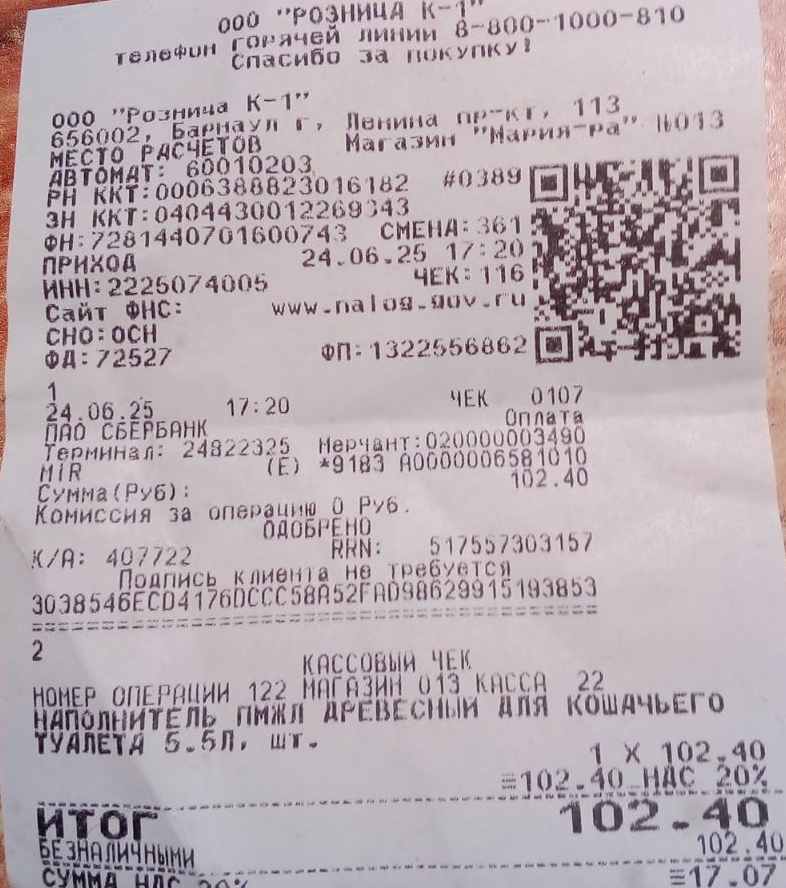 ООО "РОЗНИЦА К-1"
телефон горячей линии 8-800-1000-810
Спасибо за покупку!
ООО "Розница К-1"
656002, Барнаул г, Ленина пр-кт, 113
МЕСТО РАСЧЕТОВ Магазин "Мария-ра" №013
АВТОМАТ: 60010203
РН ККТ:0006388823016182 #0389
ЗН ККТ:0404430012269343
ФН:7281440701600743 СМЕНА:361
ПРИХОД 24.06.25 17:20
ИНН:2225074005 ЧЕК:116
Сайт ФНС: www.nalog.gov.ru
СНО:ОСН
ФД:72527 ФП:1322556862
1
24.06.25 17:20 ЧЕК 0107
ПАО СБЕРБАНК Оплата
Терминал: 24822325 Мерчант:020000003490
MIR (E) *9183 A0000006581010
Сумма(Руб): 102.40
Комиссия за операцию 0 Руб.
ОДОБРЕНО
К/А: 407722 RRN: 517557303157
Подпись клиента не требуется
3038546ECD4176DCCC58A52FAD98629915193853
2
КАССОВЫЙ ЧЕК
НОМЕР ОПЕРАЦИИ 122 МАГАЗИН 013 КАССА 22
НАПОЛНИТЕЛЬ ПМЖЛ ДРЕВЕСНЫЙ ДЛЯ КОШАЧЬЕГО
ТУАЛЕТА 5.5Л, шт.
1 X 102.40
≡102.40 НДС 20%
ИТОГ 102.40
БЕЗНАЛИЧНЫМИ 102.40
СУММА НДС 20% ≡17.07